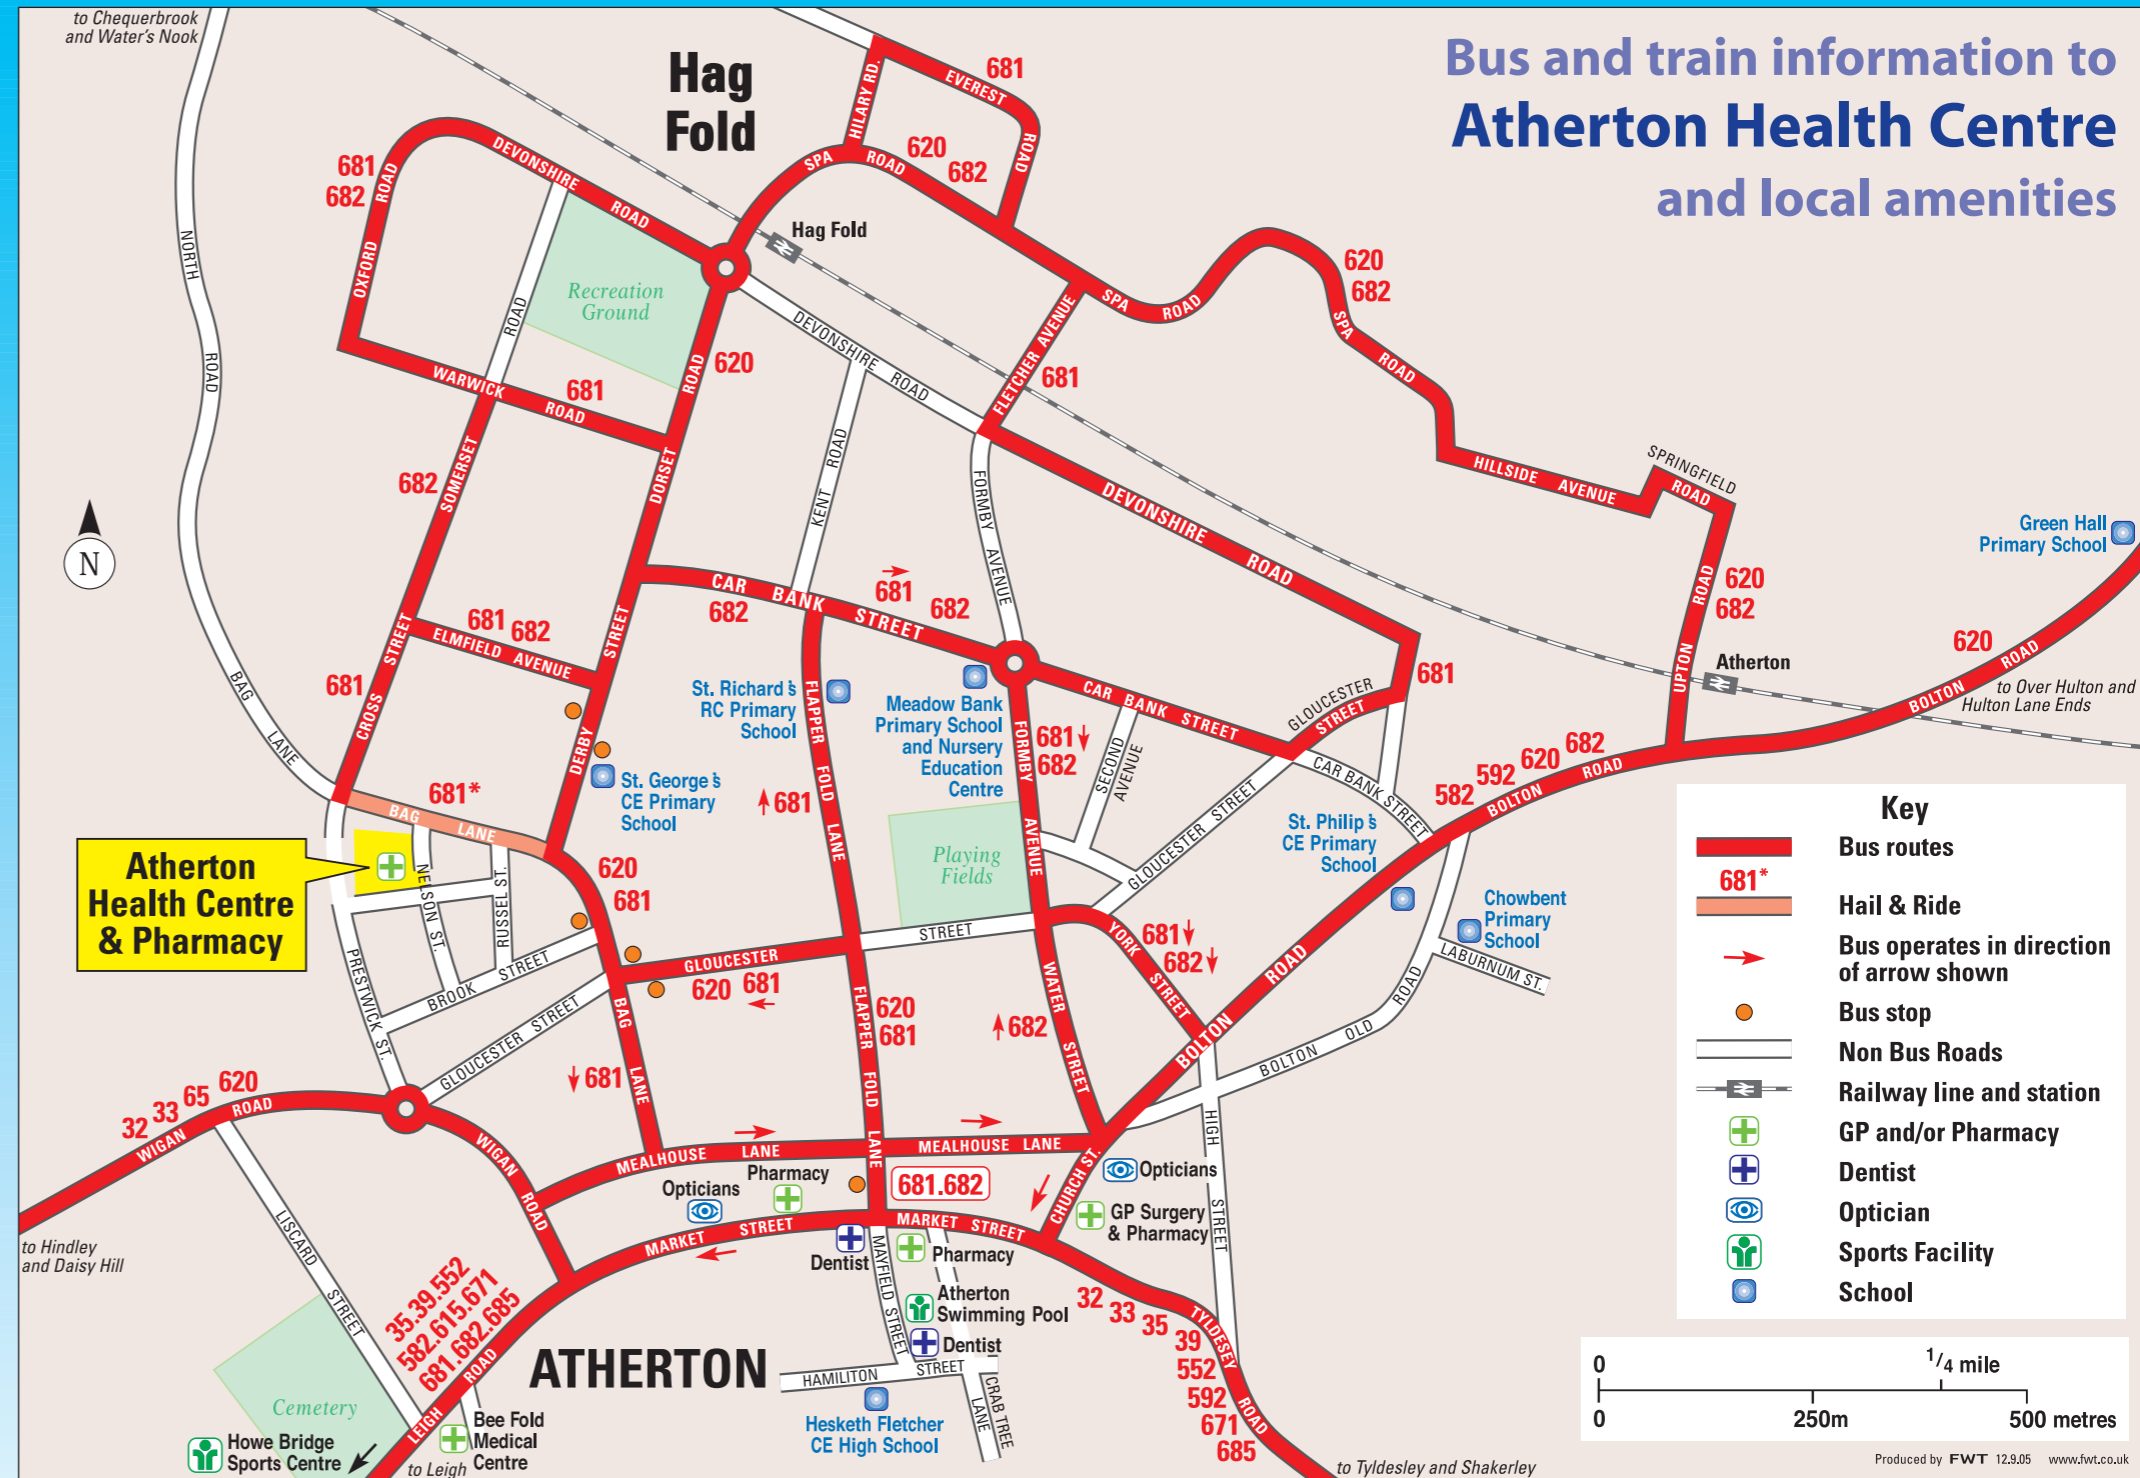 to Chequerbrook
and Water's Nook
Bus and train information to
Atherton Health Centre
and local amenities
Hag
Fold
HILARY RD.
EVEREST
ROAD
681
SPA
ROAD
620
682
681
682
OXFORD
ROAD
DEVONSHIRE
ROAD
Recreation
Ground
Hag Fold
NORTH
ROAD
ROAD
DEVONSHIRE
ROAD
620
682
SPA
ROAD
SPA
ROAD
FLETCHER AVENUE
681
620
ROAD
DORSET
WARWICK
ROAD
681
682
SOMERSET
KENT
ROAD
FORMBY
AVENUE
DEVONSHIRE
ROAD
HILLSIDE
AVENUE
SPRINGFIELD
ROAD
Green Hall
Primary School
N
CAR
BANK
STREET
682
681
682
620
682
UPTON
ROAD
Atherton
620
BOLTON
ROAD
to Over Hulton and
Hulton Lane Ends
681
682
ELMFIELD
AVENUE
STREET
STREET
CROSS
681
BAG
LANE
DERBY
St. George's
CE Primary
School
St. Richard's
RC Primary
School
FLAPPER
FOLD
LANE
681
Meadow Bank
Primary School
and Nursery
Education
Centre
FORMBY
AVENUE
681
682
CAR
BANK
STREET
SECOND
AVENUE
GLOUCESTER
STREET
681
CAR BANK STREET
GLOUCESTER STREET
582
592
620
682
BOLTON
ROAD
681*
BAG
LANE
Atherton
Health Centre
& Pharmacy
NELSON ST.
RUSSEL ST.
620
681
Playing
Fields
St. Philip's
CE Primary
School
Chowbent
Primary
School
LABURNUM ST.
PRESTWICK
ST.
BROOK
STREET
GLOUCESTER
STREET
GLOUCESTER
620
681
STREET
YORK
STREET
681
682
BOLTON
ROAD
BOLTON
OLD
ROAD
BAG
LANE
681
FLAPPER
FOLD
LANE
620
681
WATER
STREET
682
HIGH
STREET
32
33
65
620
WIGAN
ROAD
WIGAN
ROAD
MEALHOUSE
LANE
MEALHOUSE
LANE
681.682
CHURCH ST.
Opticians
GP Surgery
& Pharmacy
Pharmacy
Opticians
MARKET
STREET
MARKET
STREET
Dentist
Pharmacy
MAYFIELD STREET
Atherton
Swimming Pool
Dentist
HAMILITON
STREET
CRAB TREE
LANE
Hesketh Fletcher
CE High School
ATHERTON
to Hindley
and Daisy Hill
LISCARD
STREET
35.39.552
582.615.671
681.682.685
LEIGH
ROAD
Cemetery
Howe Bridge
Sports Centre
to Leigh
Bee Fold
Medical
Centre
32
33
35
39
552
592
671
685
TYLDESEY
ROAD
to Tyldesley and Shakerley
Key
Bus routes
681*
Hail & Ride
Bus operates in direction
of arrow shown
Bus stop
Non Bus Roads
Railway line and station
GP and/or Pharmacy
Dentist
Optician
Sports Facility
School
0
1/4 mile
0
250m
500 metres
Produced by FWT 12.9.05 www.fwt.co.uk